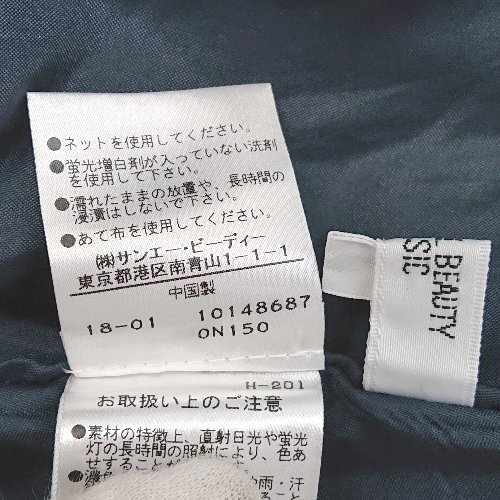 ●ネットを使用してください。
●蛍光増白剤が入っていない洗剤
を使用して下さい。
●濡れたままの放置や、長時間の
浸漬はしないで下さい。
●あて布を使用してください。
㈱サンエー・ビーディー
東京都港区南青山1-1-1
中国製
18-01 10148687
0N150
H-201
お取扱い上のご注意
●素材の特徴上、直射日光や蛍光
灯の長時間の照射により、色あ
せすること
雨・汗
BEAUTY
SIC